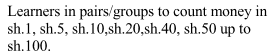 Learners in pairs/groups to count money in
sh.1, sh.5, sh.10,sh.20,sh.40, sh.50 up to
sh.100.